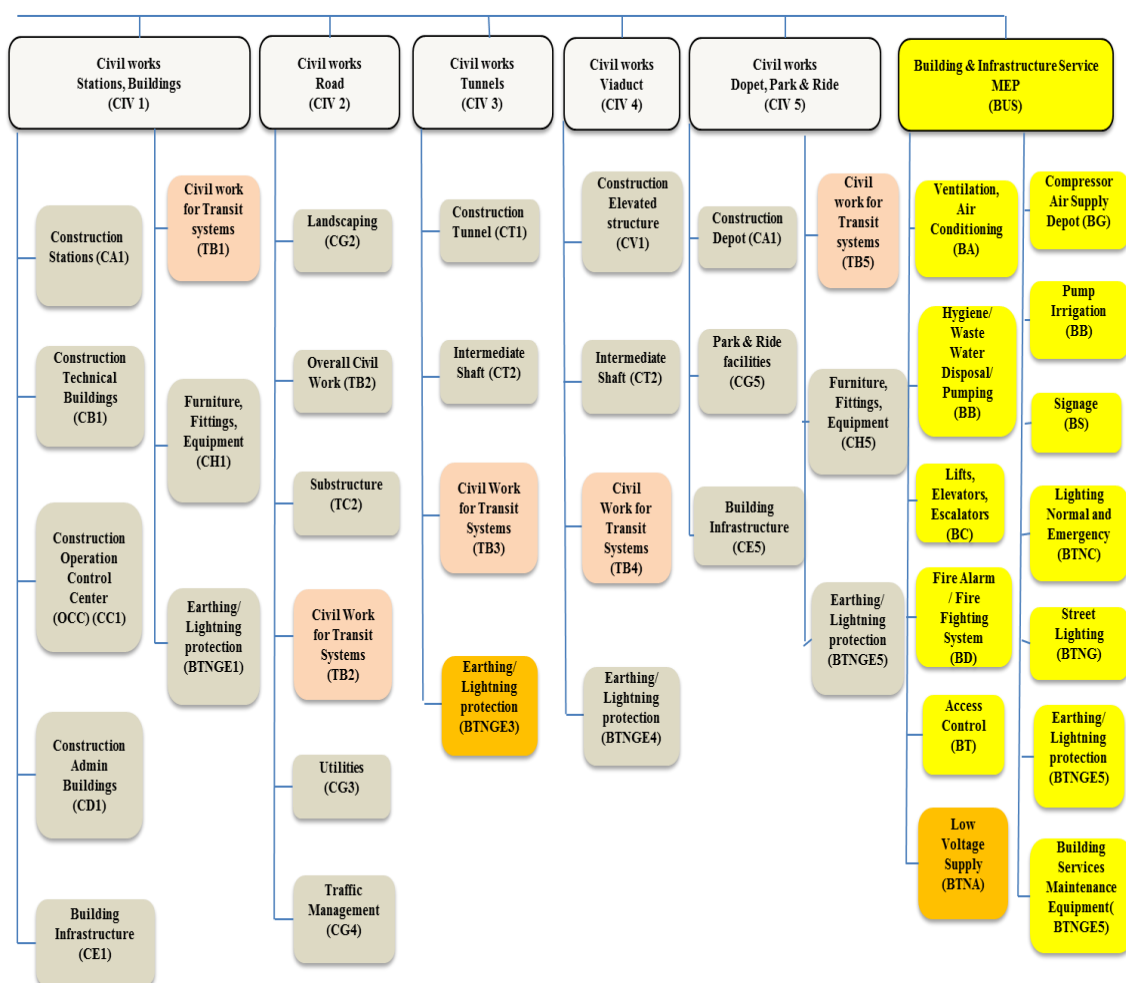 Civil works
Stations, Buildings
(CIV 1)
Civil works
Road
(CIV 2)
Civil works
Tunnels
(CIV 3)
Civil works
Viaduct
(CIV 4)
Civil works
Dopet, Park & Ride
(CIV 5)
Building & Infrastructure Service
MEP
(BUS)
Construction
Stations (CA1)
Construction
Technical
Buildings
(CB1)
Construction
Operation
Control
Center
(OCC) (CC1)
Construction
Admin
Buildings
(CD1)
Building
Infrastructure
(CE1)
Civil work
for Transit
systems
(TB1)
Furniture,
Fittings,
Equipment
(CH1)
Earthing/
Lightning
protection
(BTNGE1)
Landscaping
(CG2)
Overall Civil
Work (TB2)
Substructure
(TC2)
Civil Work
for Transit
Systems
(TB2)
Utilities
(CG3)
Traffic
Management
(CG4)
Construction
Tunnel (CT1)
Intermediate
Shaft (CT2)
Civil Work
for Transit
Systems
(TB3)
Earthing/
Lightning
protection
(BTNGE3)
Construction
Elevated
structure
(CV1)
Intermediate
Shaft (CT2)
Civil
Work for
Transit
Systems
(TB4)
Earthing/
Lightning
protection
(BTNGE4)
Construction
Depot (CA1)
Park & Ride
facilities
(CG5)
Building
Infrastructure
(CE5)
Civil
work for
Transit
systems
(TB5)
Furniture,
Fittings,
Equipment
(CH5)
Earthing/
Lightning
protection
(BTNGE5)
Ventilation,
Air
Conditioning
(BA)
Hygiene/
Waste
Water
Disposal/
Pumping
(BB)
Lifts,
Elevators,
Escalators
(BC)
Fire Alarm
/ Fire
Fighting
System
(BD)
Access
Control
(BT)
Low
Voltage
Supply
(BTNA)
Compressor
Air Supply
Depot (BG)
Pump
Irrigation
(BB)
Signage
(BS)
Lighting
Normal and
Emergency
(BTNC)
Street
Lighting
(BTNG)
Earthing/
Lightning
protection
(BTNGE5)
Building
Services
Maintenance
Equipment(
BTNGE5)